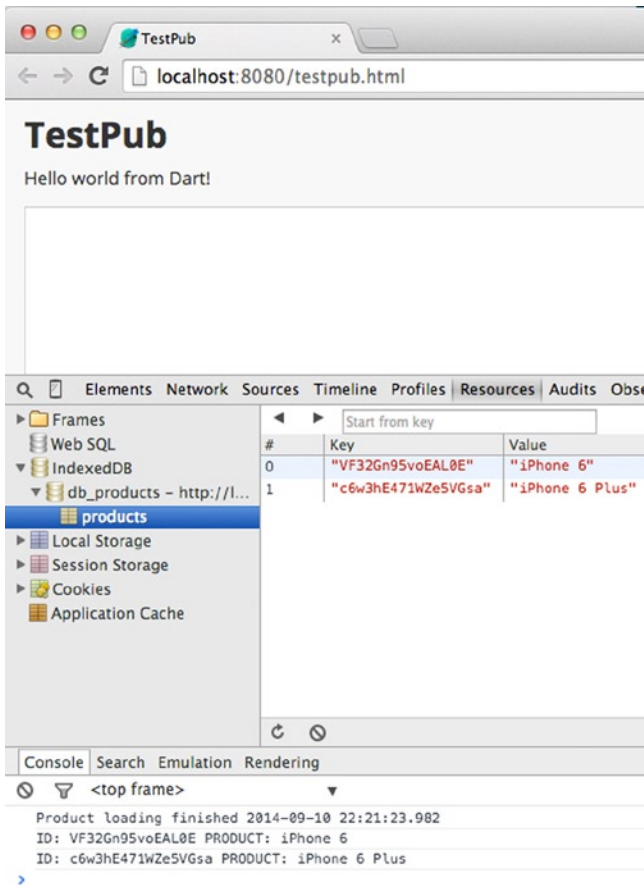 TestPub
localhost:8080/testpub.html
TestPub
Hello world from Dart!
Elements Network Sources Timeline Profiles Resources Audits Obse
Frames
Web SQL
IndexedDB
db_products - http://l...
products
Local Storage
Session Storage
Cookies
Application Cache
Start from key
# Key Value
0 "VF32Gn95voEAL0E" "iPhone 6"
1 "c6w3hE471WZe5VGsa" "iPhone 6 Plus"
Console Search Emulation Rendering
<top frame>
Product loading finished 2014-09-10 22:21:23.982
ID: VF32Gn95voEAL0E PRODUCT: iPhone 6
ID: c6w3hE471WZe5VGsa PRODUCT: iPhone 6 Plus
>